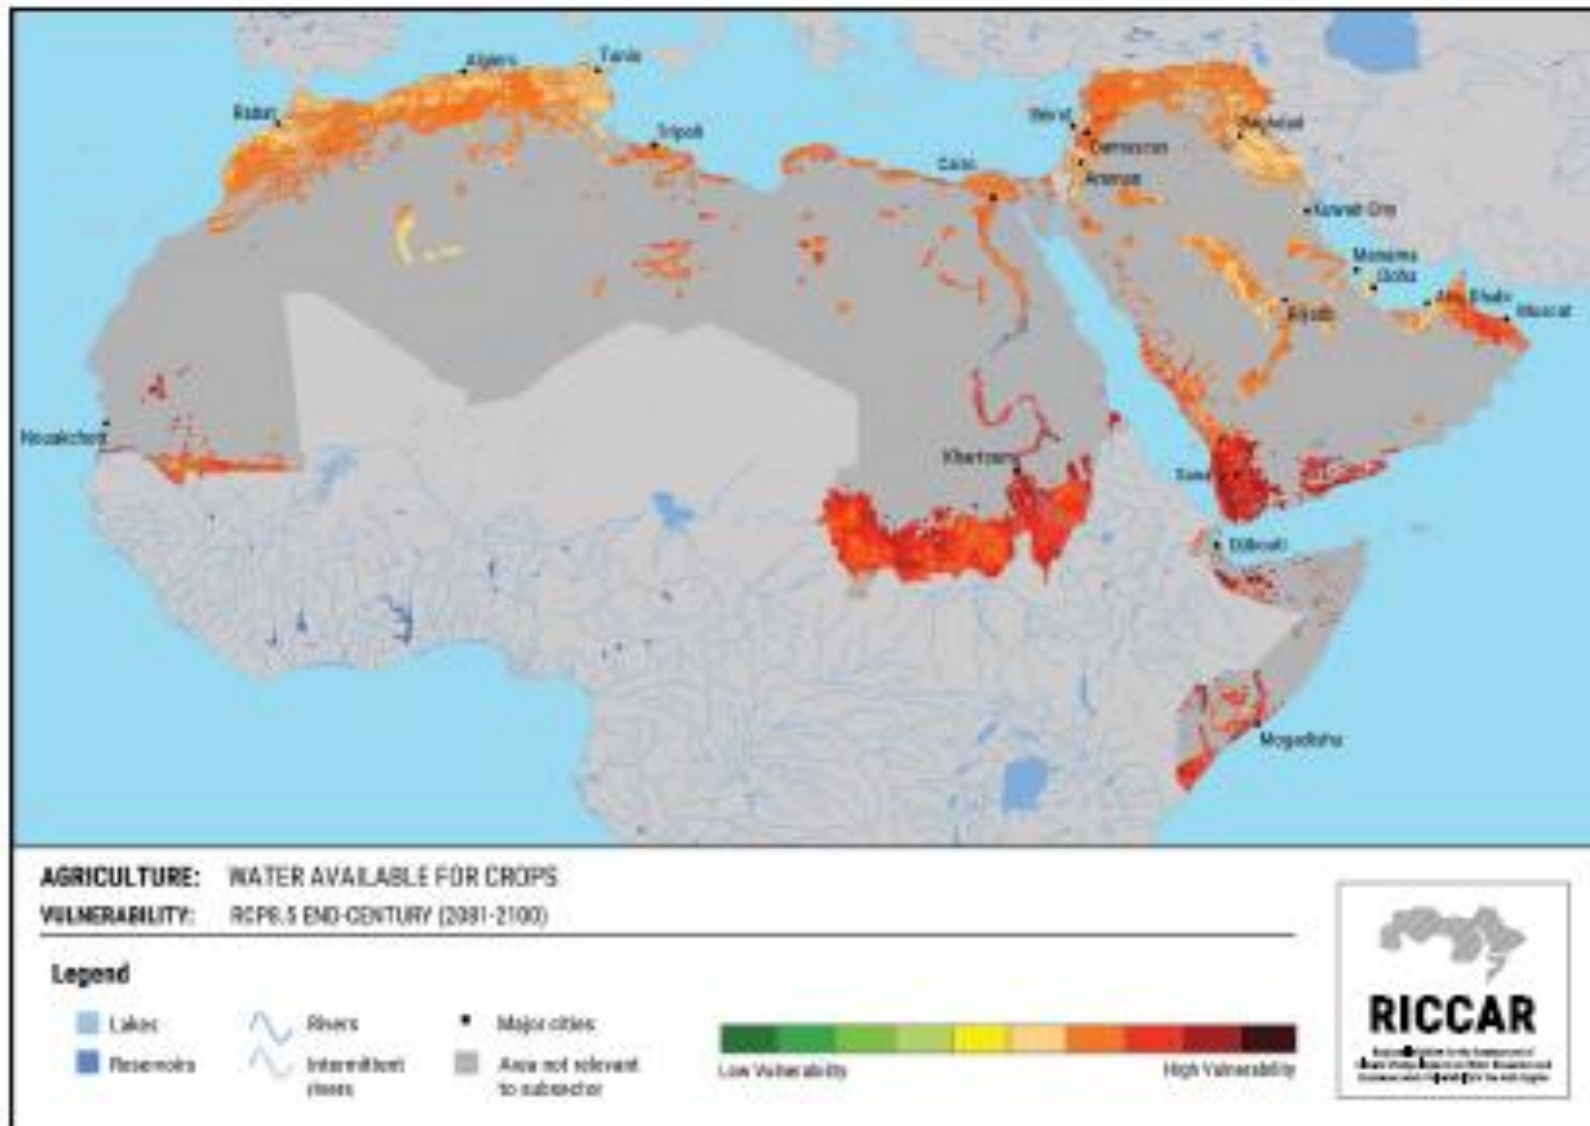 Algiers
Tunis
Rabat
Tripoli
Beirut
Baghdad
Damascus
Cairo
Amman
Kuwait City
Manama
Doha
Abu Dhabi
Muscat
Riyadh
Nouakchott
Khartoum
Sana
Djibouti
Mogadishu
AGRICULTURE: WATER AVAILABLE FOR CROPS
VULNERABILITY: RCP8.5 END-CENTURY (2081-2100)
Legend
Lakes
Rivers
Major cities
Reservoirs
Intermittent
rivers
Area not relevant
to subsector
Low Vulnerability
High Vulnerability
RICCAR